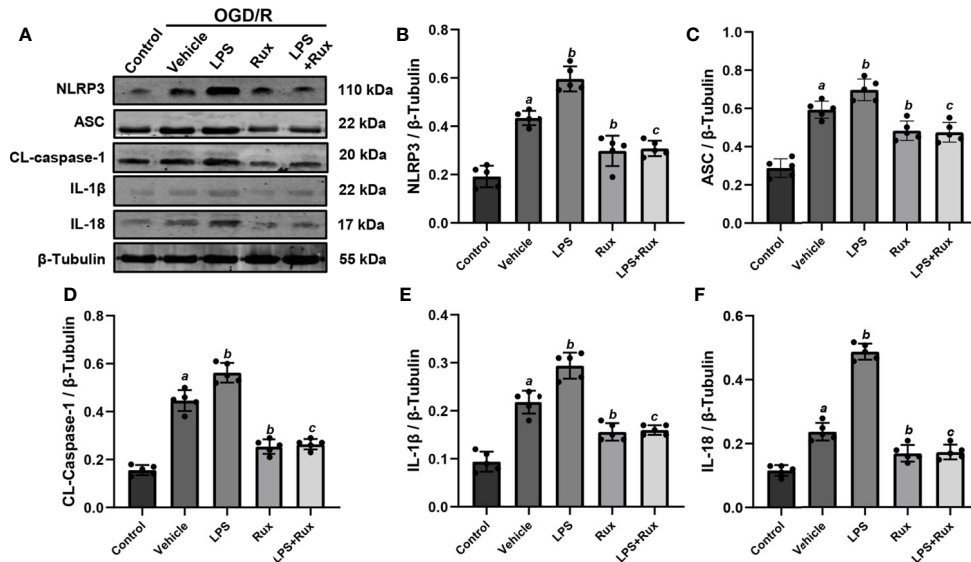 A
OGD/R
Control
Vehicle
LPS
Rux
LPS
+Rux
NLRP3
110 kDa
ASC
22 kDa
CL-caspase-1
20 kDa
IL-1β
22 kDa
IL-18
17 kDa
β-Tubulin
55 kDa
B
NLRP3 / β-Tubulin
0.8
0.6
0.4
0.2
0.0
a
b
b
c
Control
Vehicle
LPS
Rux
LPS+Rux
C
ASC / β-Tubulin
1.0
0.8
0.6
0.4
0.2
0.0
a
b
b
c
Control
Vehicle
LPS
Rux
LPS+Rux
D
CL-Caspase-1 / β-Tubulin
0.8
0.6
0.4
0.2
0.0
a
b
b
c
Control
Vehicle
LPS
Rux
LPS+Rux
E
IL-1β / β-Tubulin
0.4
0.3
0.2
0.1
0.0
a
b
b
c
Control
Vehicle
LPS
Rux
LPS+Rux
F
IL-18 / β-Tubulin
0.6
0.4
0.2
0.0
a
b
b
c
Control
Vehicle
LPS
Rux
LPS+Rux